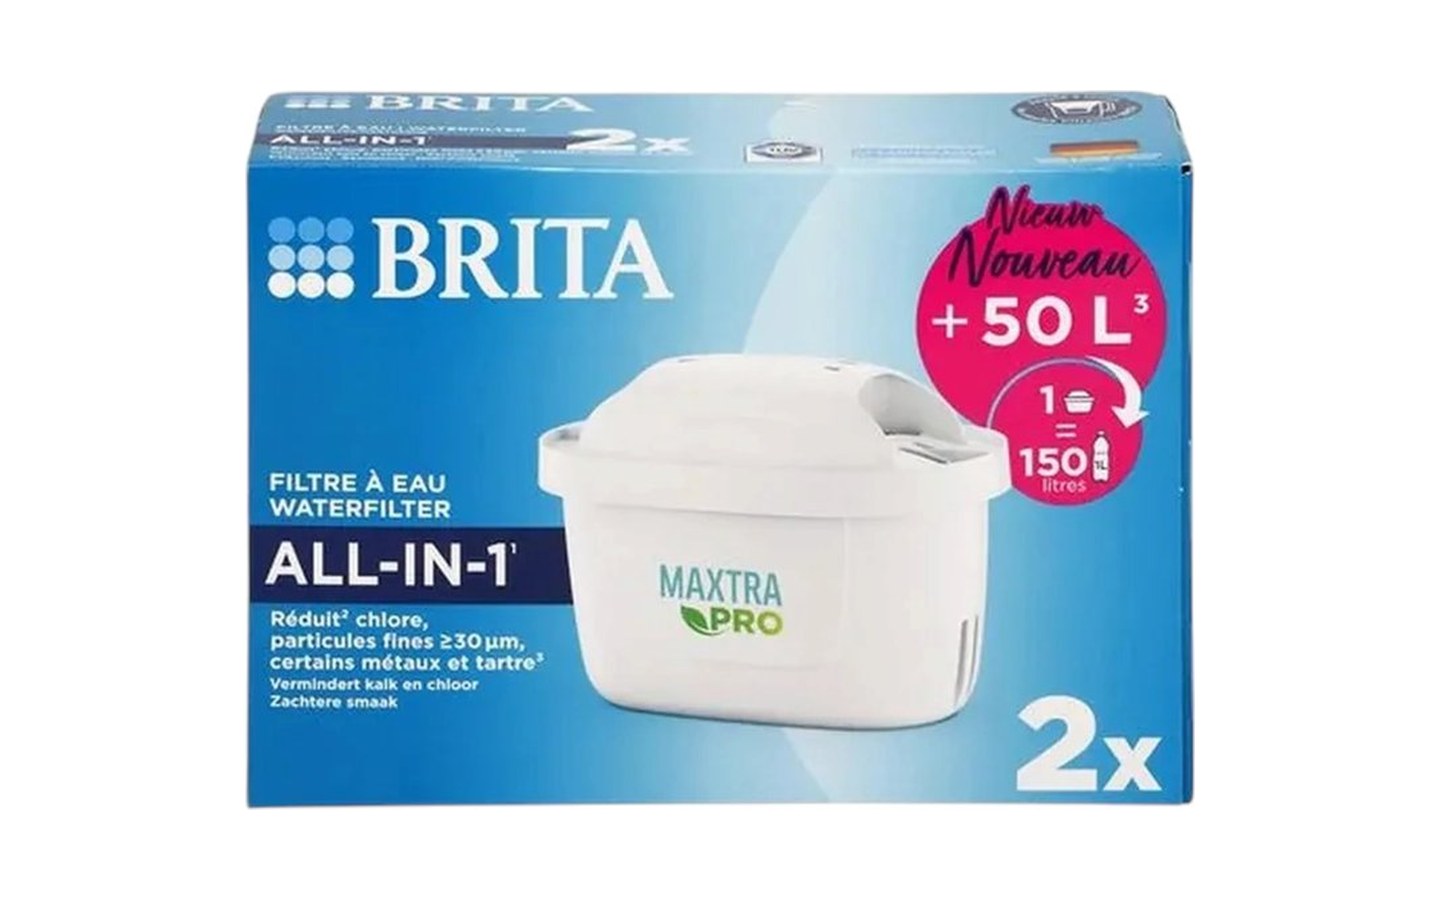 BRITA
FILTRE À EAU | WATERFILTER
ALL-IN-1
2x
BRITA
Nieuw
Nouveau
+ 50 L³
1
=
150
1L
litres
FILTRE À EAU
WATERFILTER
ALL-IN-1¹
Réduit² chlore,
particules fines ≥30 µm,
certains métaux et tartre³
Vermindert kalk en chloor
Zachtere smaak
MAXTRA
PRO
2x